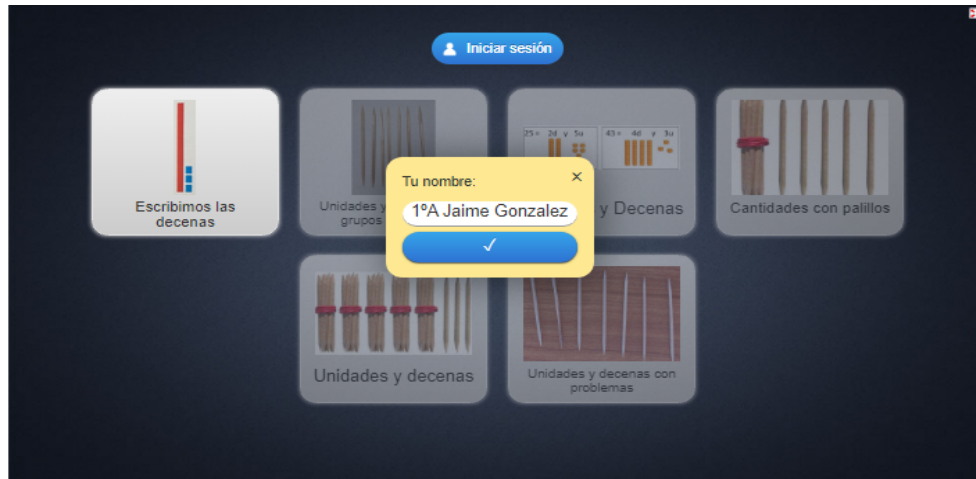 Iniciar sesión
Escribimos las
decenas
Unidades y
grupos
25 = 2d y 5u
43 = 4d y 3u
y Decenas
Cantidades con palillos
Tu nombre:
×
1ºA Jaime Gonzalez
✓
Unidades y decenas
Unidades y decenas con
problemas